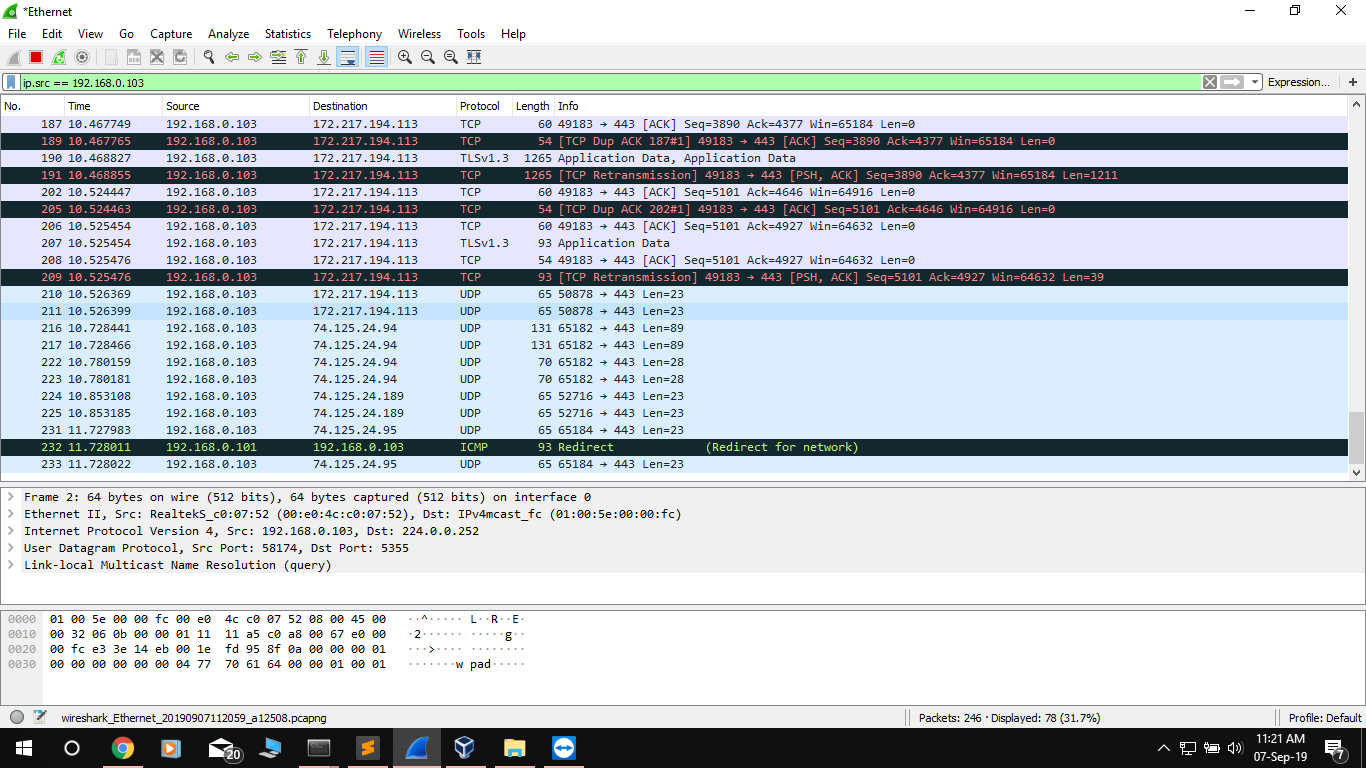 *Ethernet
File Edit View Go Capture Analyze Statistics Telephony Wireless Tools Help
ip.src == 192.168.0.103 Expression... +
No. Time Source Destination Protocol Length Info
187 10.467749 192.168.0.103 172.217.194.113 TCP 60 49183 → 443 [ACK] Seq=3890 Ack=4377 Win=65184 Len=0
189 10.467765 192.168.0.103 172.217.194.113 TCP 54 [TCP Dup ACK 187#1] 49183 → 443 [ACK] Seq=3890 Ack=4377 Win=65184 Len=0
190 10.468827 192.168.0.103 172.217.194.113 TLSv1.3 1265 Application Data, Application Data
191 10.468855 192.168.0.103 172.217.194.113 TCP 1265 [TCP Retransmission] 49183 → 443 [PSH, ACK] Seq=3890 Ack=4377 Win=65184 Len=1211
202 10.524447 192.168.0.103 172.217.194.113 TCP 60 49183 → 443 [ACK] Seq=5101 Ack=4646 Win=64916 Len=0
205 10.524463 192.168.0.103 172.217.194.113 TCP 54 [TCP Dup ACK 202#1] 49183 → 443 [ACK] Seq=5101 Ack=4646 Win=64916 Len=0
206 10.525454 192.168.0.103 172.217.194.113 TCP 60 49183 → 443 [ACK] Seq=5101 Ack=4927 Win=64632 Len=0
207 10.525454 192.168.0.103 172.217.194.113 TLSv1.3 93 Application Data
208 10.525476 192.168.0.103 172.217.194.113 TCP 54 49183 → 443 [ACK] Seq=5101 Ack=4927 Win=64632 Len=0
209 10.525476 192.168.0.103 172.217.194.113 TCP 93 [TCP Retransmission] 49183 → 443 [PSH, ACK] Seq=5101 Ack=4927 Win=64632 Len=39
210 10.526369 192.168.0.103 172.217.194.113 UDP 65 50878 → 443 Len=23
211 10.526399 192.168.0.103 172.217.194.113 UDP 65 50878 → 443 Len=23
216 10.728441 192.168.0.103 74.125.24.94 UDP 131 65182 → 443 Len=89
217 10.728466 192.168.0.103 74.125.24.94 UDP 131 65182 → 443 Len=89
222 10.780159 192.168.0.103 74.125.24.94 UDP 70 65182 → 443 Len=28
223 10.780181 192.168.0.103 74.125.24.94 UDP 70 65182 → 443 Len=28
224 10.853108 192.168.0.103 74.125.24.189 UDP 65 52716 → 443 Len=23
225 10.853185 192.168.0.103 74.125.24.189 UDP 65 52716 → 443 Len=23
231 11.727983 192.168.0.103 74.125.24.95 UDP 65 65184 → 443 Len=23
232 11.728011 192.168.0.101 192.168.0.103 ICMP 93 Redirect (Redirect for network)
233 11.728022 192.168.0.103 74.125.24.95 UDP 65 65184 → 443 Len=23
Frame 2: 64 bytes on wire (512 bits), 64 bytes captured (512 bits) on interface 0
Ethernet II, Src: RealtekS_c0:07:52 (00:e0:4c:c0:07:52), Dst: IPv4mcast_fc (01:00:5e:00:00:fc)
Internet Protocol Version 4, Src: 192.168.0.103, Dst: 224.0.0.252
User Datagram Protocol, Src Port: 58174, Dst Port: 5355
Link-local Multicast Name Resolution (query)
0000 01 00 5e 00 00 fc 00 e0 4c c0 07 52 08 00 45 00 ··^····· L··R··E·
0010 00 32 06 0b 00 00 01 11 11 a5 c0 a8 00 67 e0 00 ·2······ ·····g··
0020 00 fc e3 3e 14 eb 00 1e fd 95 8f 0a 00 00 00 01 ···>···· ········
0030 00 00 00 00 00 00 04 77 70 61 64 00 00 01 00 01 ·······w pad·····
wireshark_Ethernet_20190907112059_a12508.pcapng Packets: 246 · Displayed: 78 (31.7%) Profile: Default
20 11:21 AM
07-Sep-19 7